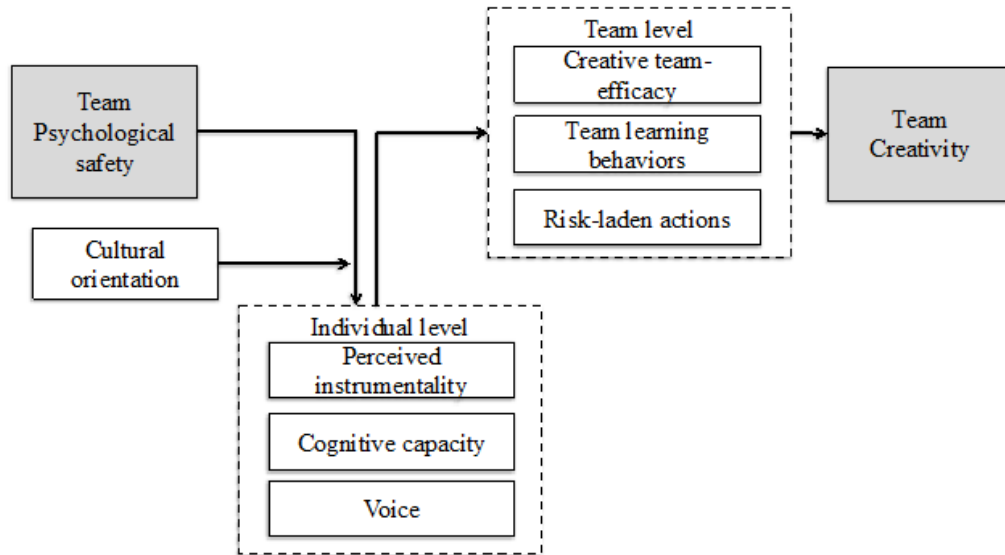 Team
Psychological
safety
Cultural
orientation
Individual level
Perceived
instrumentality
Cognitive capacity
Voice
Team level
Creative team-
efficacy
Team learning
behaviors
Risk-laden actions
Team
Creativity